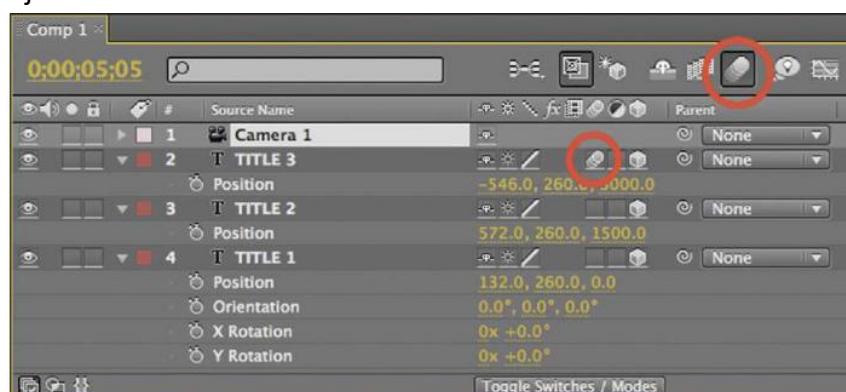 Comp 1 ×
0;00;05;05
# Source Name fx Parent
1 Camera 1 None
2 T TITLE 3 None
Position -546.0, 260.0, 3000.0
3 T TITLE 2 None
Position 572.0, 260.0, 1500.0
4 T TITLE 1 None
Position 132.0, 260.0, 0.0
Orientation 0.0°, 0.0°, 0.0°
X Rotation 0x +0.0°
Y Rotation 0x +0.0°
Toggle Switches / Modes